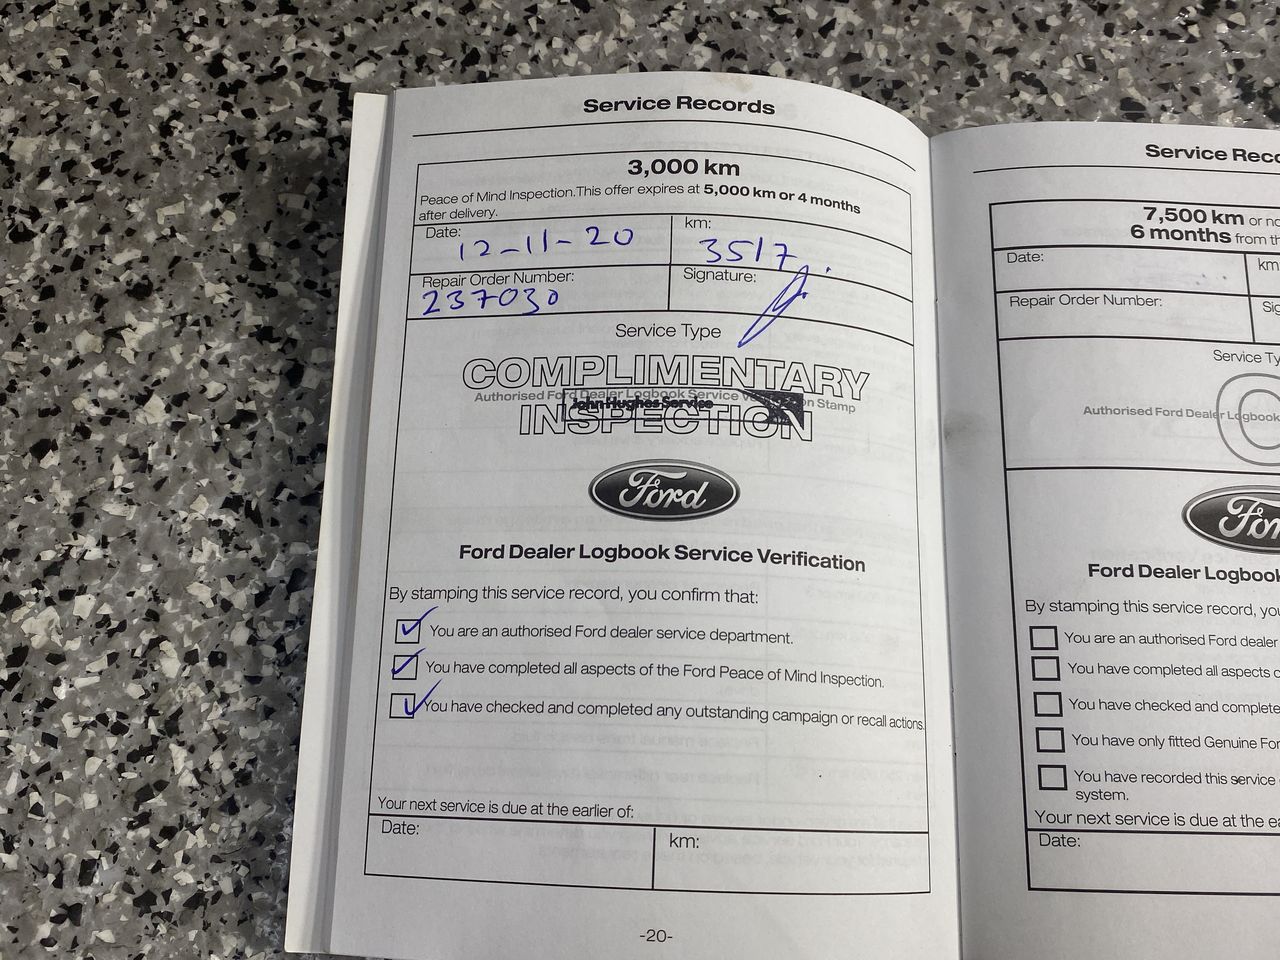 Service Records
3,000 km
Peace of Mind Inspection.This offer expires at 5,000 km or 4 months
after delivery.
Date:
12-11-20
km:
3517
Repair Order Number:
237030
Signature:
Service Type
COMPLIMENTARY
Authorised Ford Dealer Logbook Service Verification Stamp
John Hughes Service
INSPECTION
Ford
Ford Dealer Logbook Service Verification
By stamping this service record, you confirm that:
You are an authorised Ford dealer service department.
You have completed all aspects of the Ford Peace of Mind Inspection.
You have checked and completed any outstanding campaign or recall actions.
Your next service is due at the earlier of:
Date:
km:
-20-
Service Rec
7,500 km or no
6 months from th
Date:
km
Repair Order Number:
Sig
Service Ty
Authorised Ford Dealer Logbook
Ford
Ford Dealer Logbook
By stamping this service record, you
You are an authorised Ford dealer
You have completed all aspects o
You have checked and complete
You have only fitted Genuine For
You have recorded this service
system.
Your next service is due at the ea
Date: